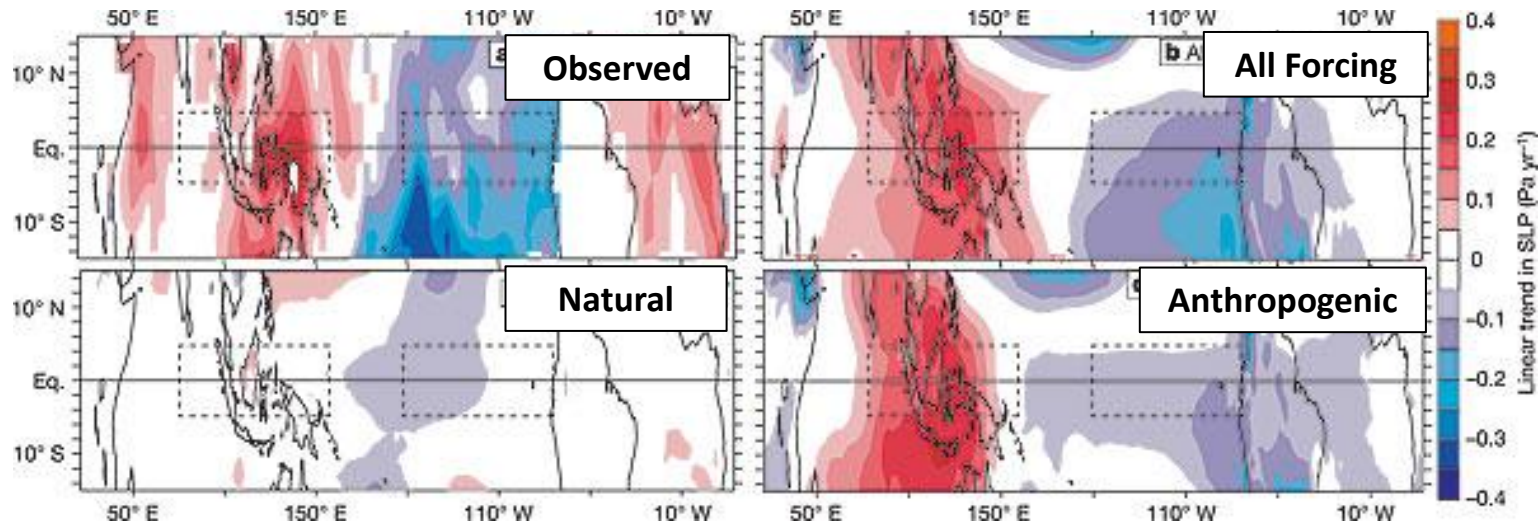 50° E 150° E 110° W 10° W 50° E 150° E 110° W 10° W
10° N
Eq.
10° S
Observed
b A
All Forcing
10° N
Eq.
10° S
Natural
Anthropogenic
50° E 150° E 110° W 10° W 50° E 150° E 110° W 10° W
0.4
0.3
0.2
0.1
0
−0.1
−0.2
−0.3
−0.4
Linear trend in SLP (Pa yr⁻¹)